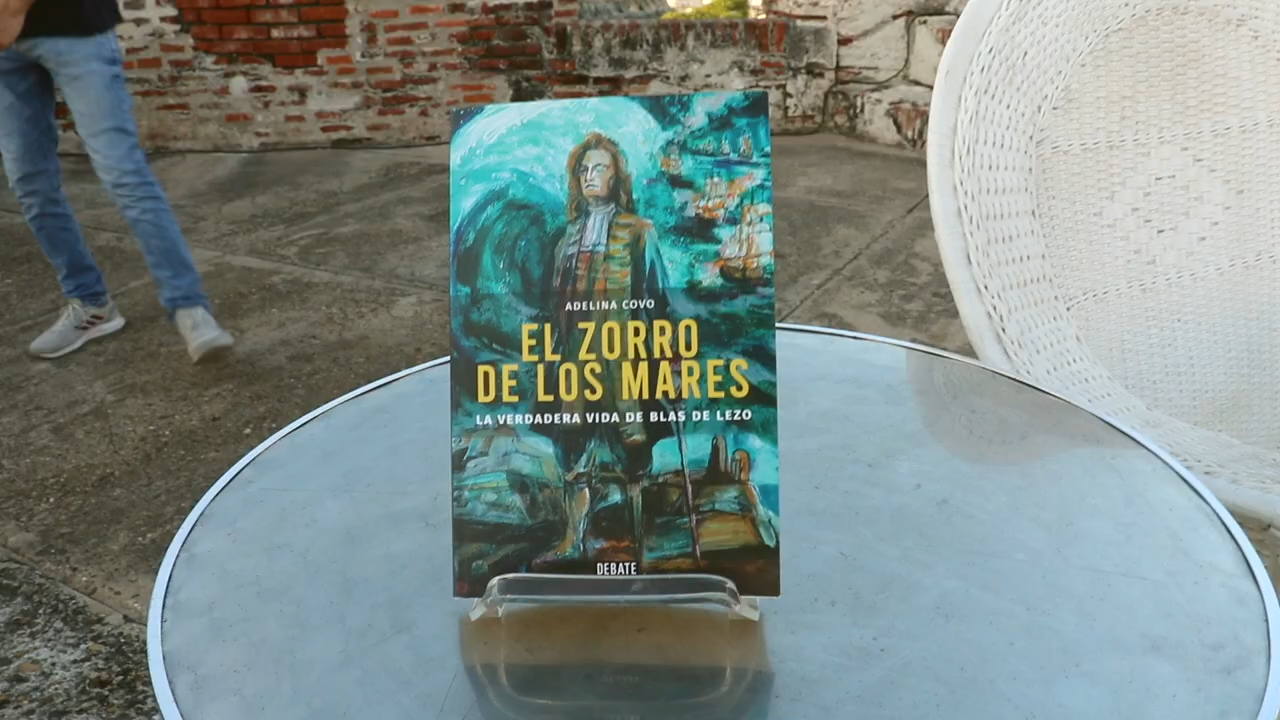 ADELINA COVO
EL ZORRO
DE LOS MARES
LA VERDADERA VIDA DE BLAS DE LEZO
DEBATE